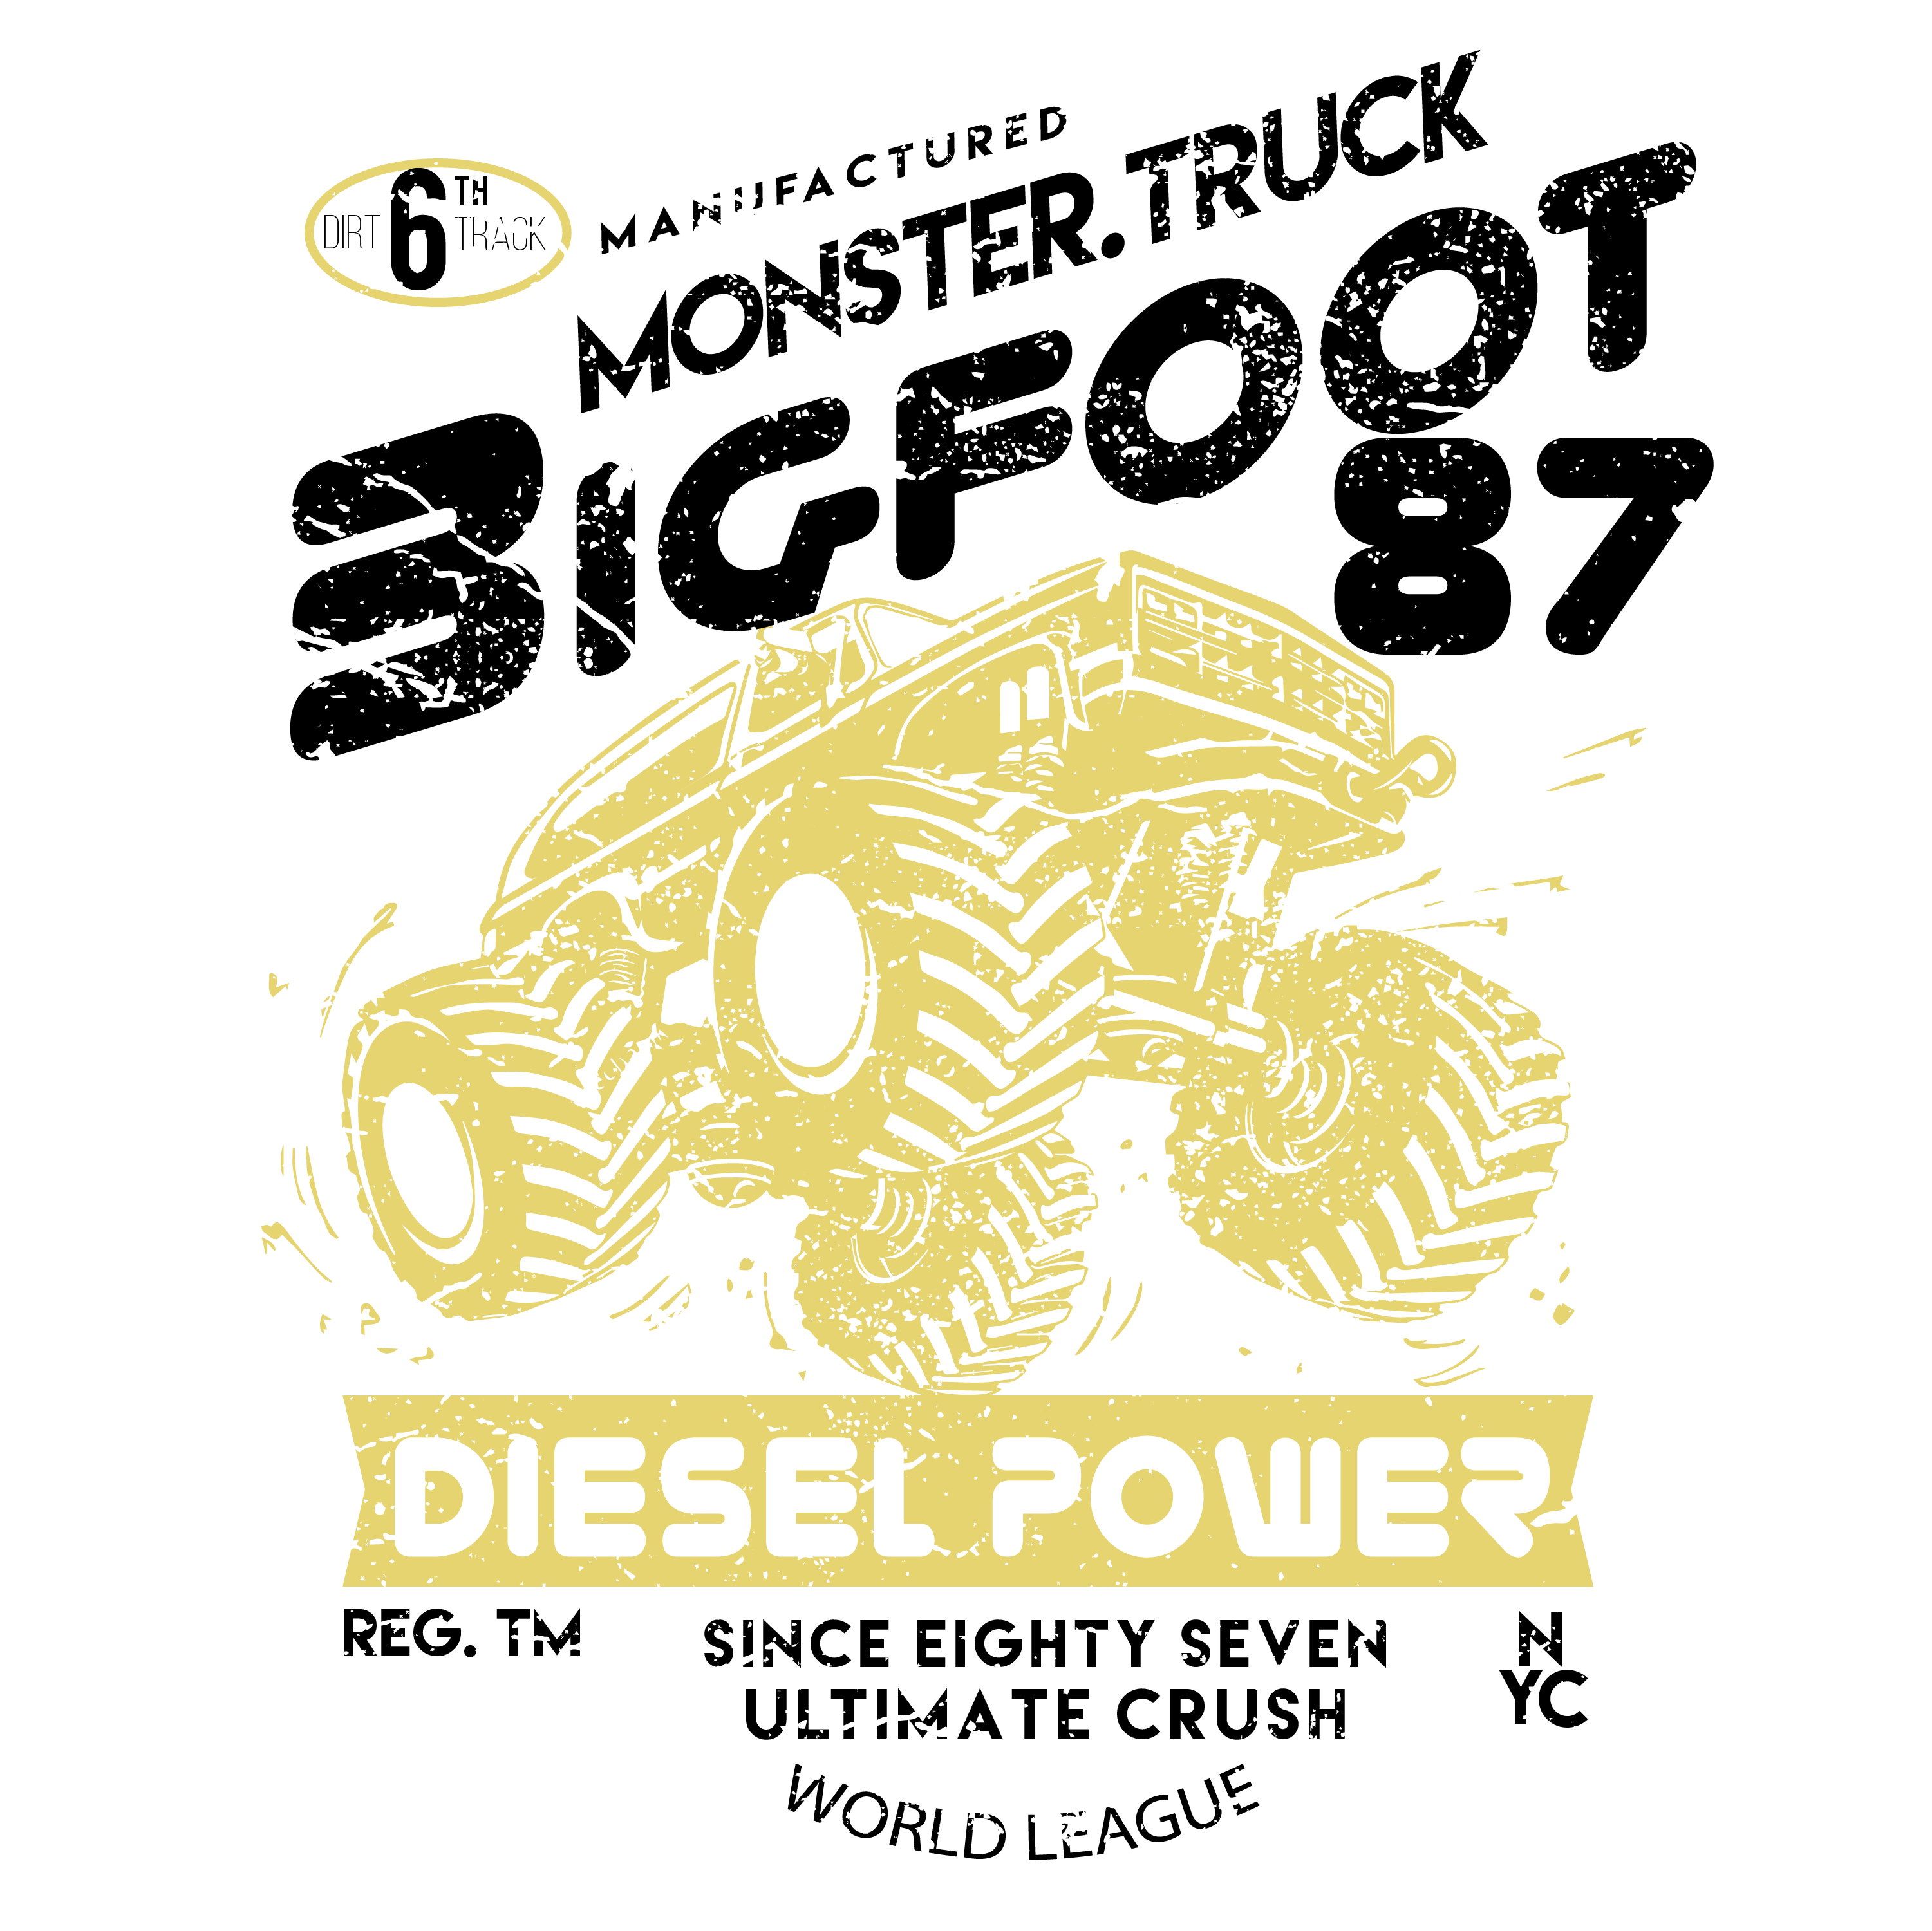 DIRT 6TH TRACK
MANUFACTURED
MONSTER.TRUCK
BIGFOOT
87
DIESEL POWER
REG. TM
SINCE EIGHTY SEVEN
ULTIMATE CRUSH
N
YC
WORLD LEAGUE